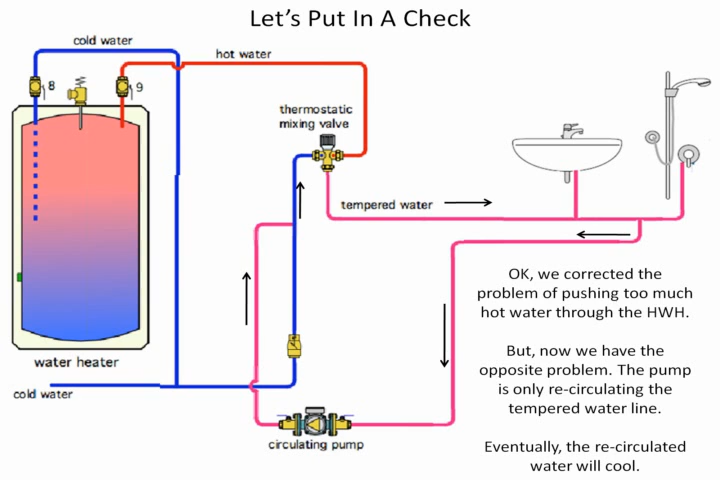 Let's Put In A Check
cold water
hot water
8
9
thermostatic
mixing valve
tempered water
water heater
cold water
circulating pump
OK, we corrected the
problem of pushing too much
hot water through the HWH.
But, now we have the
opposite problem. The pump
is only re-circulating the
tempered water line.
Eventually, the re-circulated
water will cool.